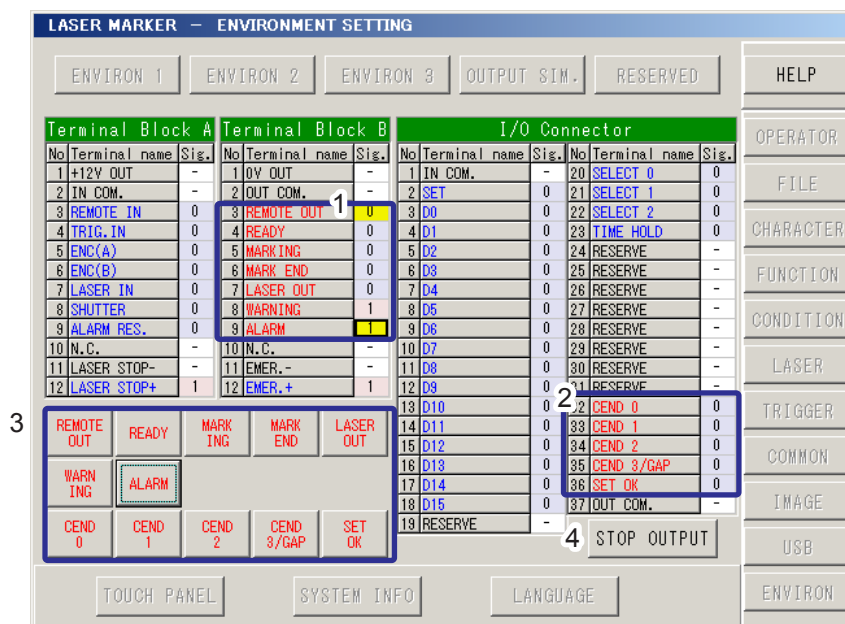 LASER MARKER — ENVIRONMENT SETTING
ENVIRON 1 ENVIRON 2 ENVIRON 3 OUTPUT SIM. RESERVED HELP
Terminal Block A Terminal Block B I/O Connector OPERATOR
No Terminal name Sig. No Terminal name Sig. No Terminal name Sig. No Terminal name Sig.
1 +12V OUT - 1 0V OUT - 1 IN COM. - 20 SELECT 0 0
2 IN COM. - 2 OUT COM. - 2 SET 0 21 SELECT 1 0 FILE
1
3 REMOTE IN 0 3 REMOTE OUT 0 3 D0 0 22 SELECT 2 0
4 TRIG.IN 0 4 READY 0 4 D1 0 23 TIME HOLD 0 CHARACTER
5 ENC(A) 0 5 MARKING 0 5 D2 0 24 RESERVE -
6 ENC(B) 0 6 MARK END 0 6 D3 0 25 RESERVE - FUNCTION
7 LASER IN 0 7 LASER OUT 0 7 D4 0 26 RESERVE -
8 SHUTTER 0 8 WARNING 1 8 D5 0 27 RESERVE -
9 ALARM RES. 0 9 ALARM 1 9 D6 0 28 RESERVE - CONDITION
10 N.C. - 10 N.C. - 10 D7 0 29 RESERVE -
11 LASER STOP- - 11 EMER.- - 11 D8 0 30 RESERVE - LASER
12 LASER STOP+ 1 12 EMER.+ 1 12 D9 0 31 RESERVE -
2
13 D10 0 32 CEND 0 0 TRIGGER
3
REMOTE OUT READY MARK ING MARK END LASER OUT
14 D11 0 33 CEND 1 0
15 D12 0 34 CEND 2 0 COMMON
16 D13 0 35 CEND 3/GAP 0
WARN ING ALARM
17 D14 0 36 SET OK 0
18 D15 0 37 OUT COM. - IMAGE
19 RESERVE -
CEND 0 CEND 1 CEND 2 CEND 3/GAP SET OK
4 STOP OUTPUT USB
TOUCH PANEL SYSTEM INFO LANGUAGE ENVIRON